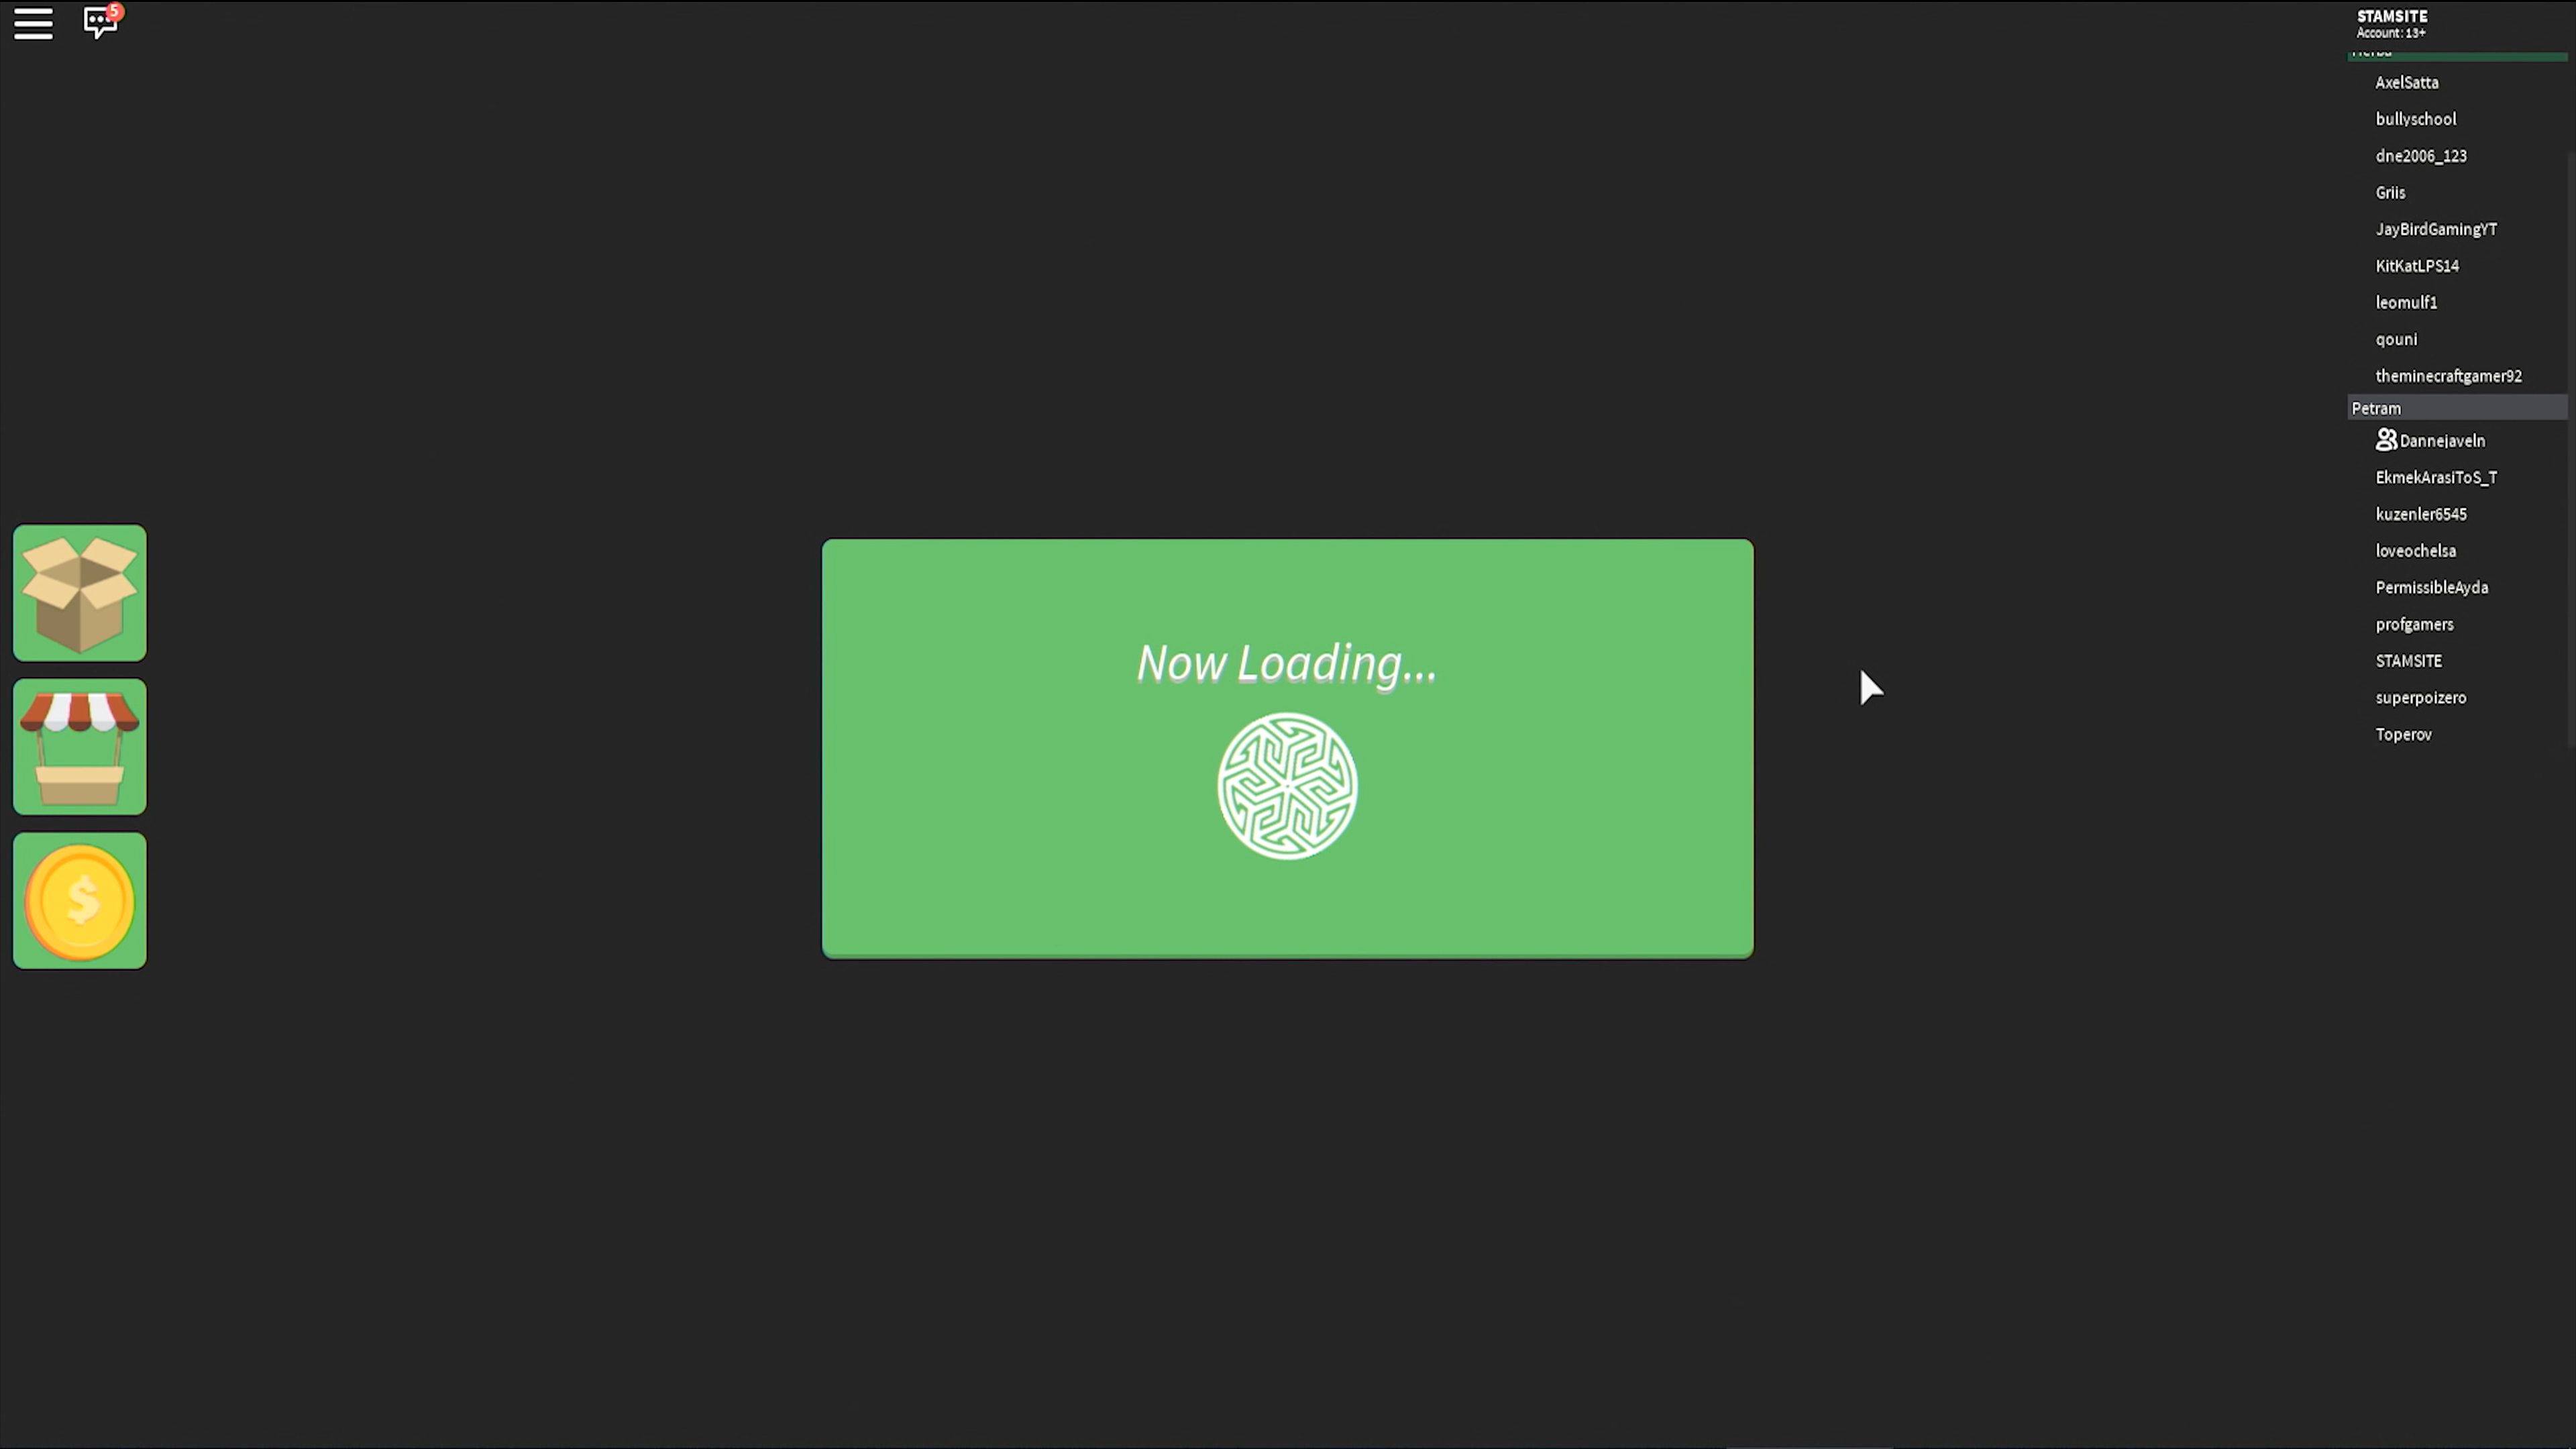 5
STAMSITE
Account: 13+
AxelSatta
bullyschool
dne2006_123
Griis
JayBirdGamingYT
KitKatLPS14
leomulf1
qouni
theminecraftgamer92
Petram
Dannejaveln
EkmekArasiToS_T
kuzenler6545
loveochelsa
PermissibleAyda
profgamers
STAMSITE
superpoizero
Toperov
Now Loading...
$